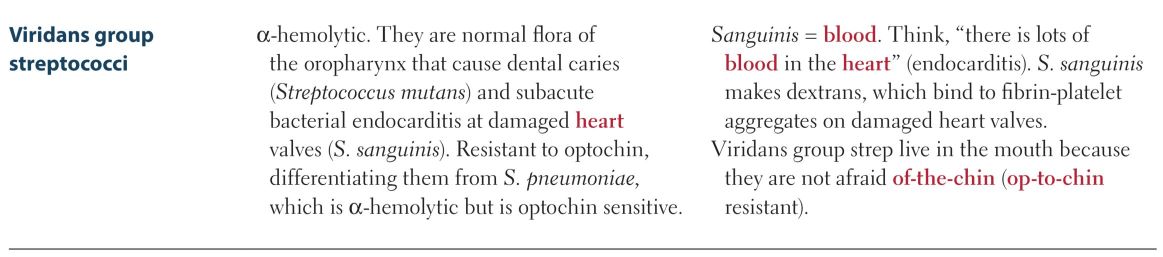 Viridans group
streptococci
α-hemolytic. They are normal flora of
the oropharynx that cause dental caries
(Streptococcus mutans) and subacute
bacterial endocarditis at damaged heart
valves (S. sanguinis). Resistant to optochin,
differentiating them from S. pneumoniae,
which is α-hemolytic but is optochin sensitive.
Sanguinis = blood. Think, “there is lots of
blood in the heart” (endocarditis). S. sanguinis
makes dextrans, which bind to fibrin-platelet
aggregates on damaged heart valves.
Viridans group strep live in the mouth because
they are not afraid of-the-chin (op-to-chin
resistant).